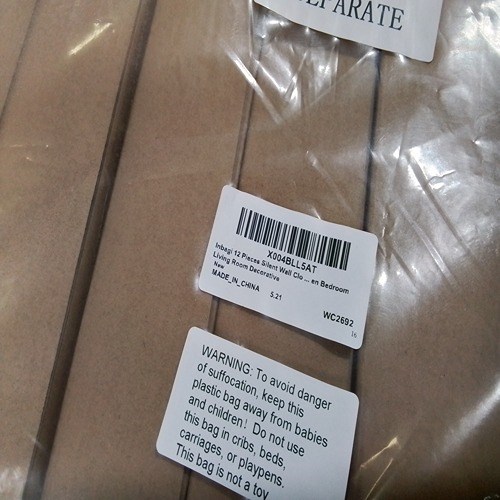 EPARATE
X004BLL5AT
Inbagi 12 Pieces Silent Wall Clo ... en Bedroom
Living Room Decorative
New
MADE_IN_CHINA 5.21
WC2692
16
WARNING: To avoid danger
of suffocation, keep this
plastic bag away from babies
and children! Do not use
this bag in cribs, beds,
carriages, or playpens.
This bag is not a toy